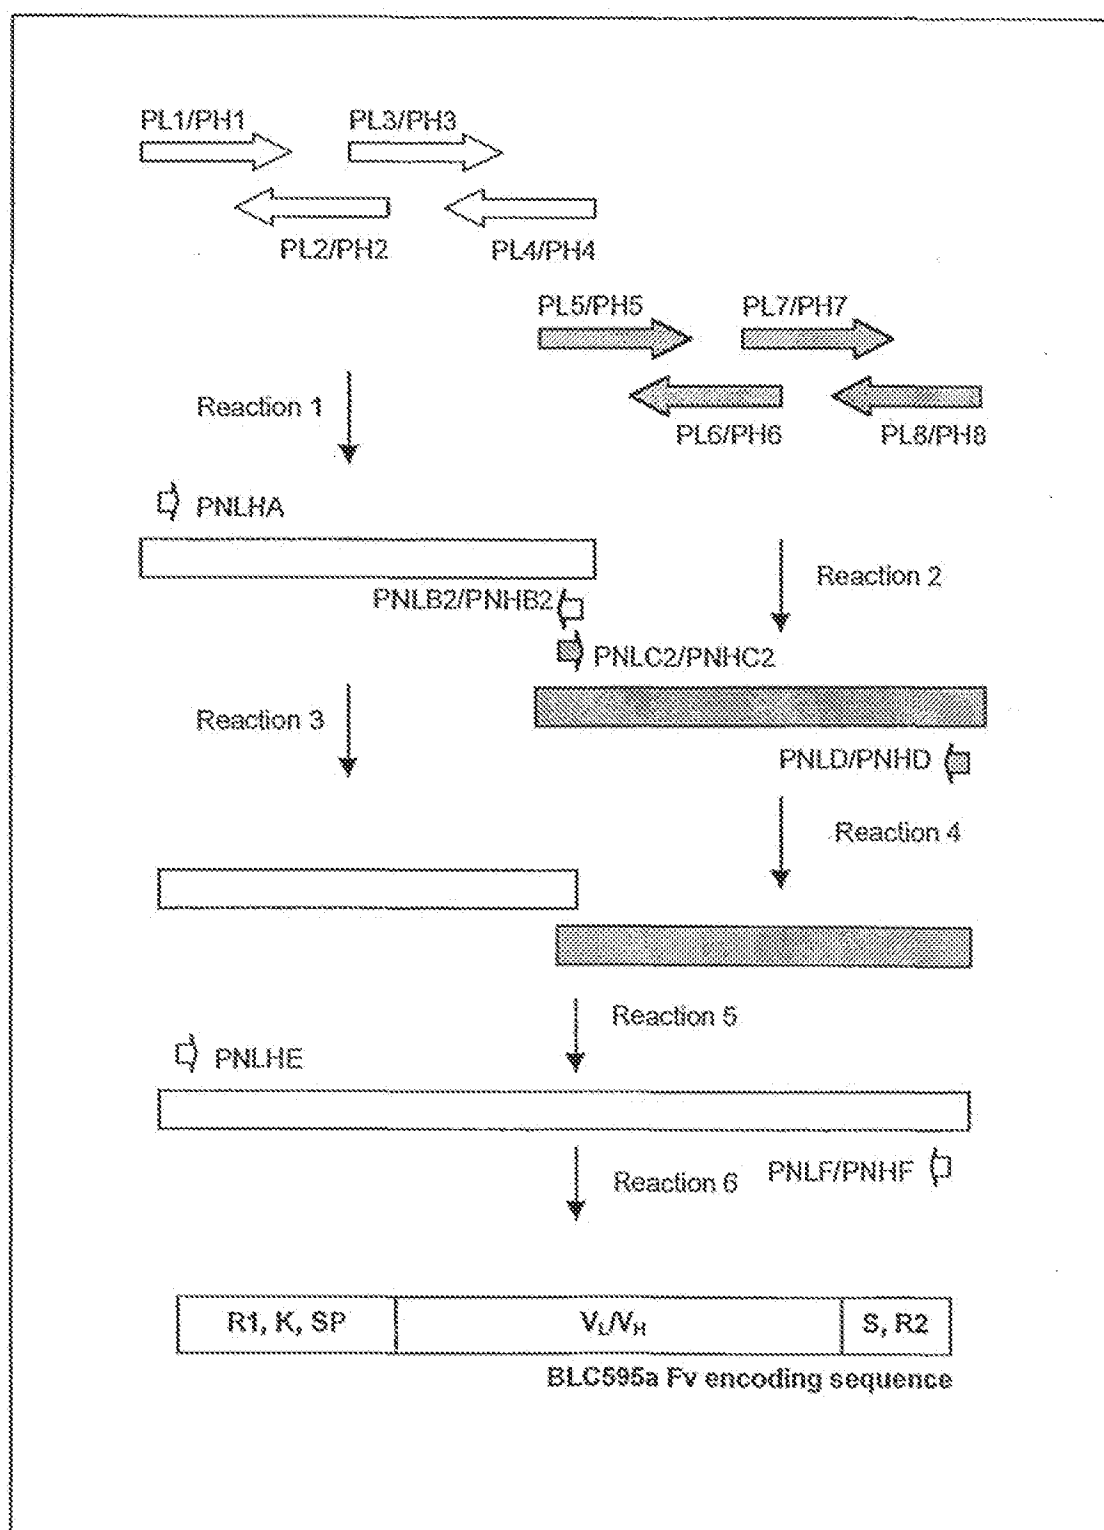 PL1/PH1 PL3/PH3
PL2/PH2 PL4/PH4
PL5/PH5 PL7/PH7
Reaction 1
PL6/PH6 PL8/PH8
PNLHA
Reaction 2
PNLB2/PNHB2
PNLC2/PNHC2
Reaction 3
PNLD/PNHD
Reaction 4
Reaction 5
PNLHE
PNLF/PNHF
Reaction 6
R1, K, SP VL/VH S, R2
BLC595a Fv encoding sequence